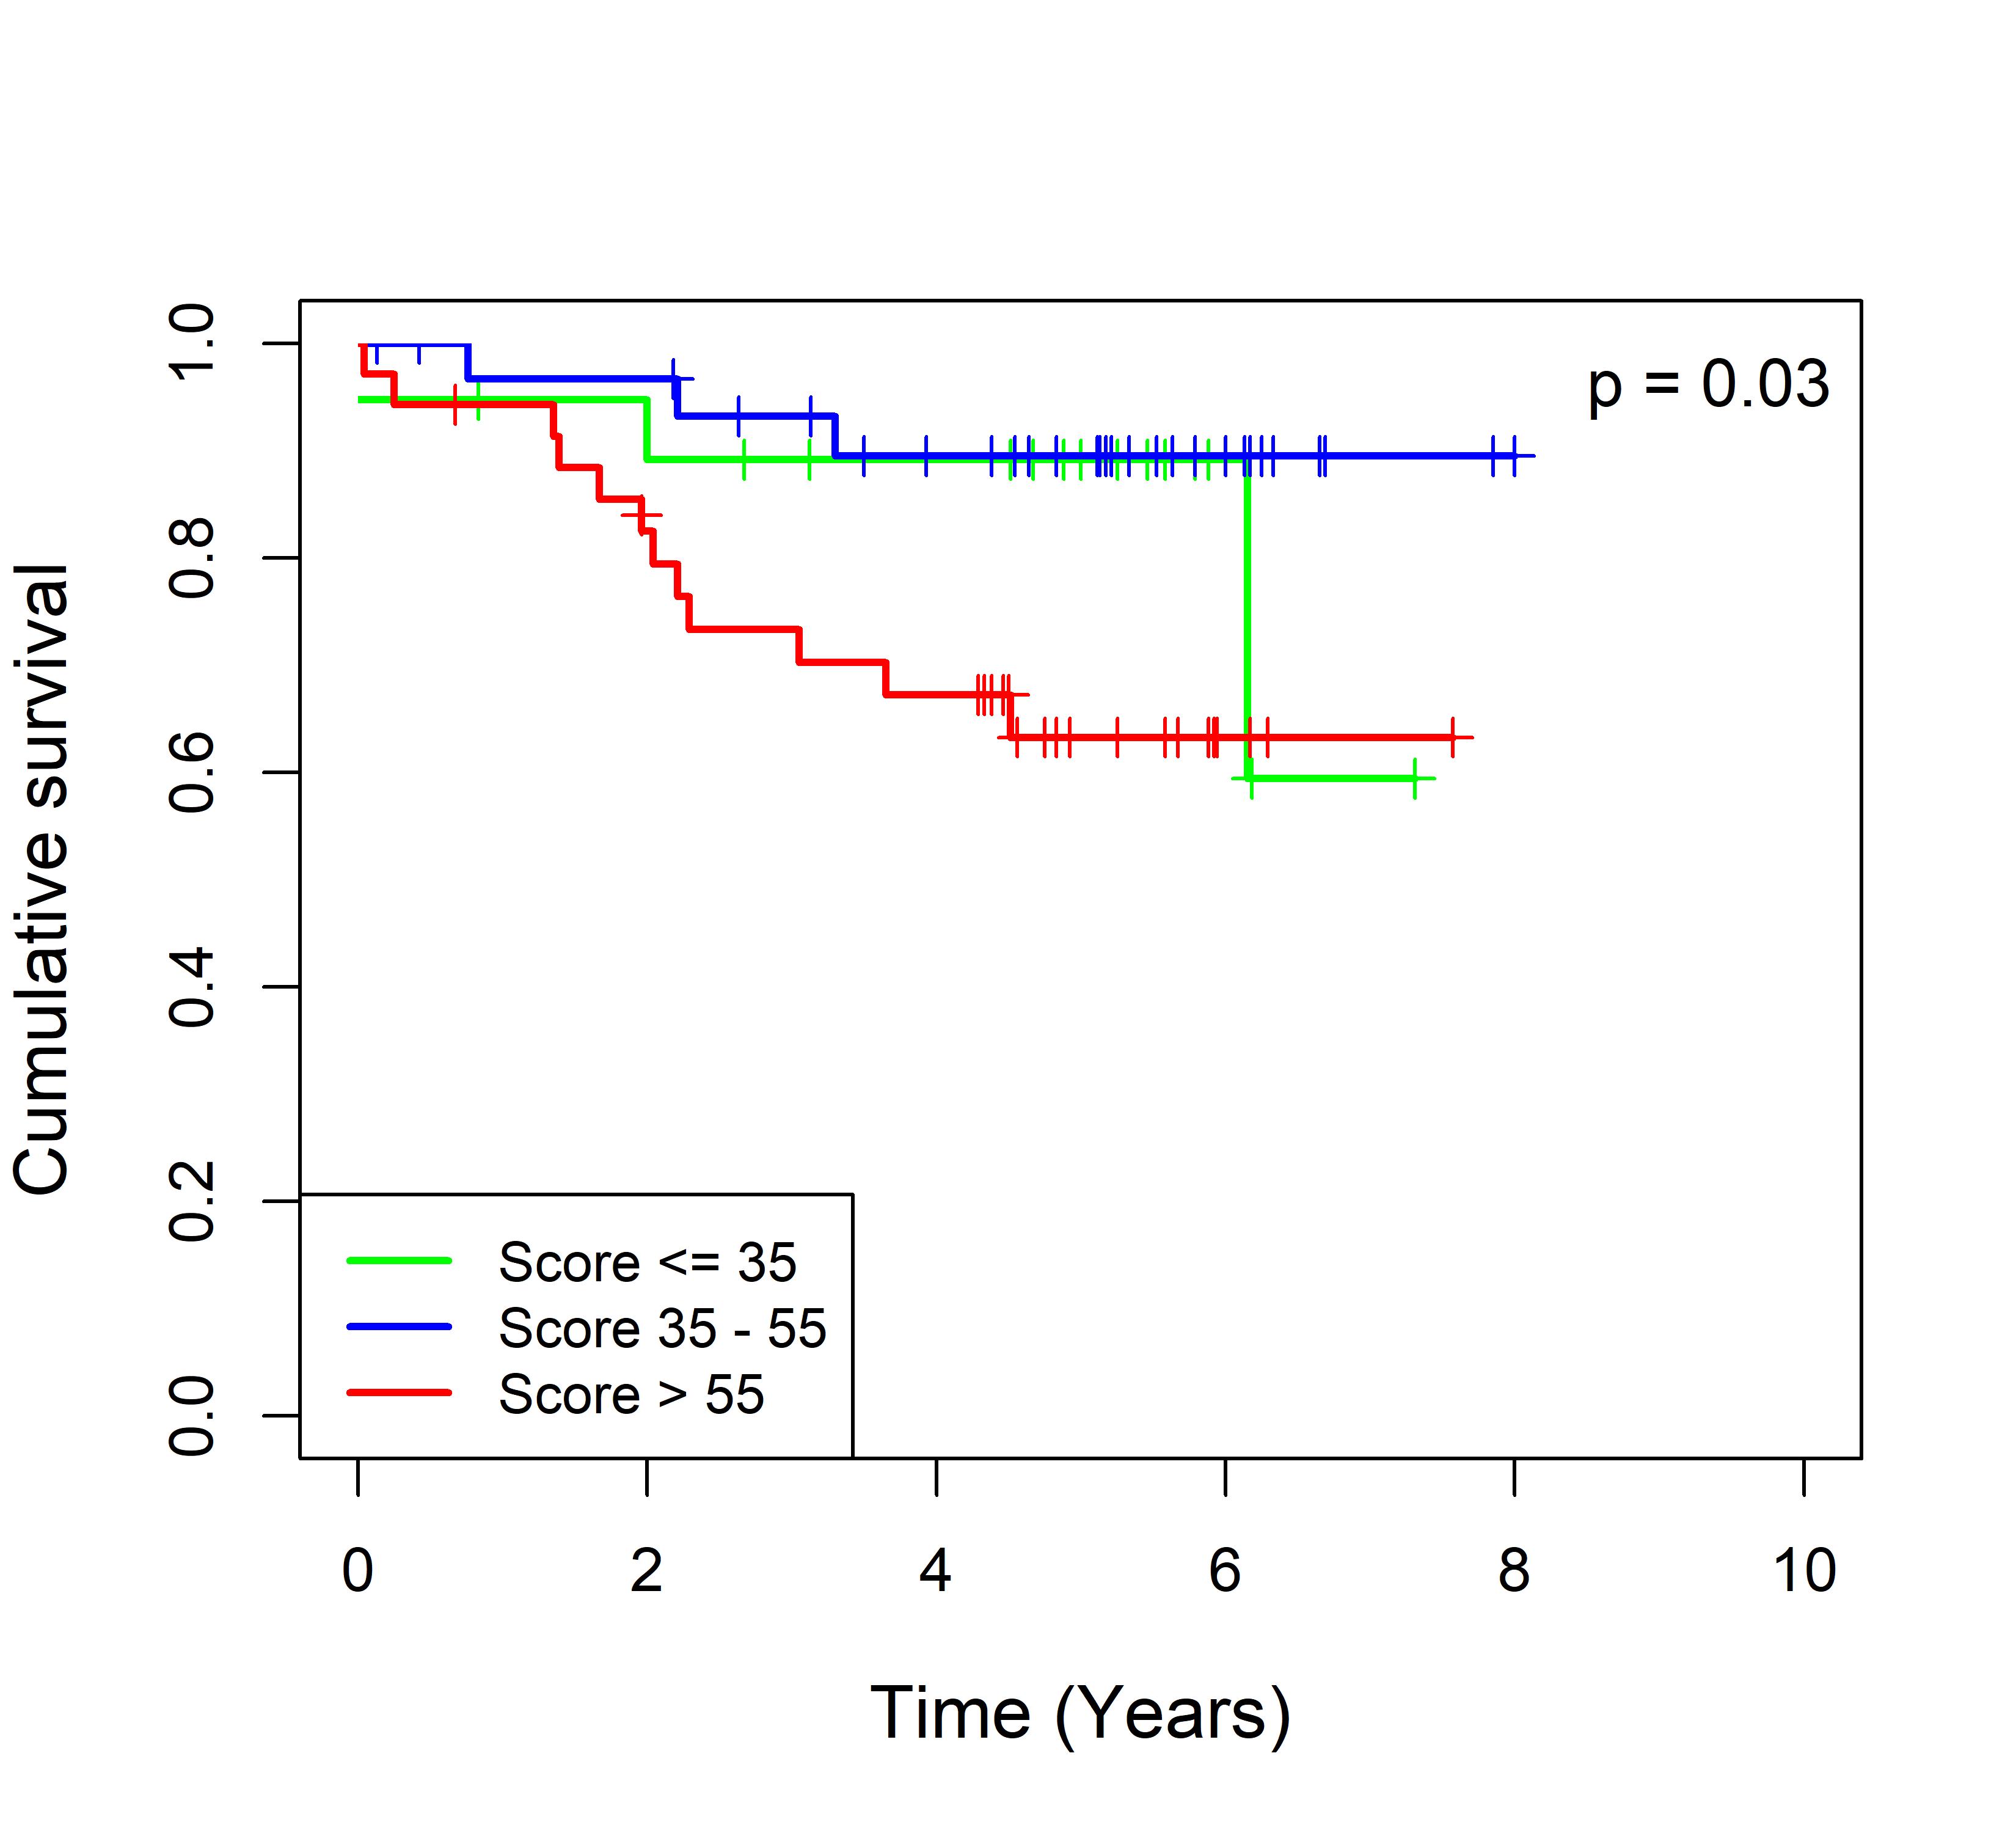 p = 0.03
Cumulative survival
1.0
0.8
0.6
0.4
0.2
0.0
Score <= 35
Score 35 - 55
Score > 55
0 2 4 6 8 10
Time (Years)